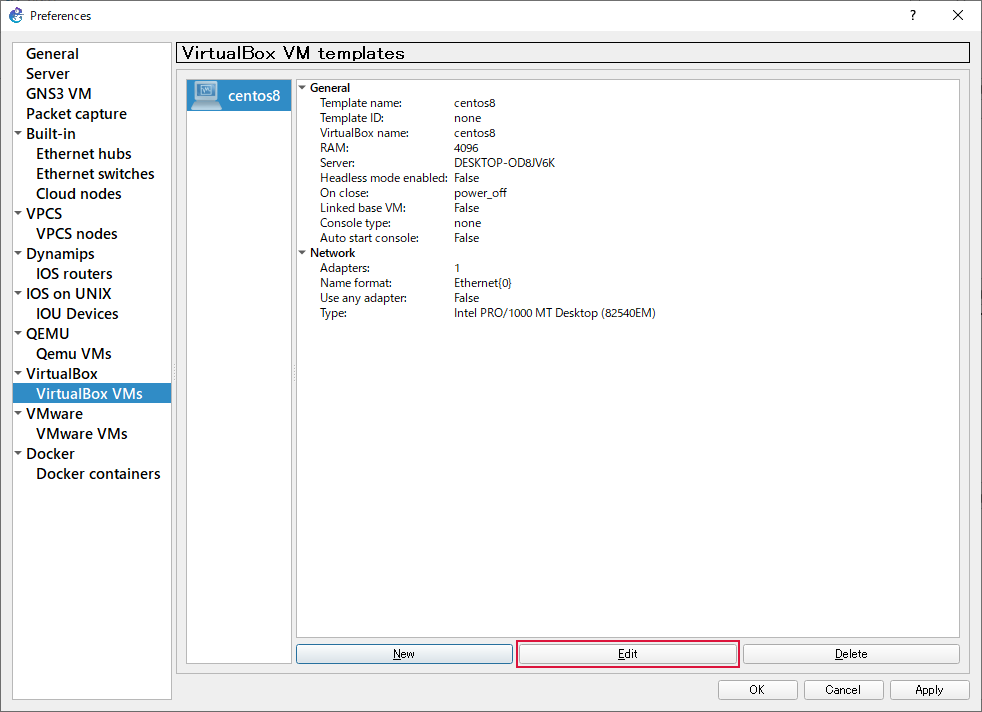 Preferences
?
General
Server
GNS3 VM
Packet capture
Built-in
Ethernet hubs
Ethernet switches
Cloud nodes
VPCS
VPCS nodes
Dynamips
IOS routers
IOS on UNIX
IOU Devices
QEMU
Qemu VMs
VirtualBox
VirtualBox VMs
VMware
VMware VMs
Docker
Docker containers
VirtualBox VM templates
centos8
General
Template name: centos8
Template ID: none
VirtualBox name: centos8
RAM: 4096
Server: DESKTOP-OD8JV6K
Headless mode enabled: False
On close: power_off
Linked base VM: False
Console type: none
Auto start console: False
Network
Adapters: 1
Name format: Ethernet{0}
Use any adapter: False
Type: Intel PRO/1000 MT Desktop (82540EM)
New Edit Delete
OK Cancel Apply